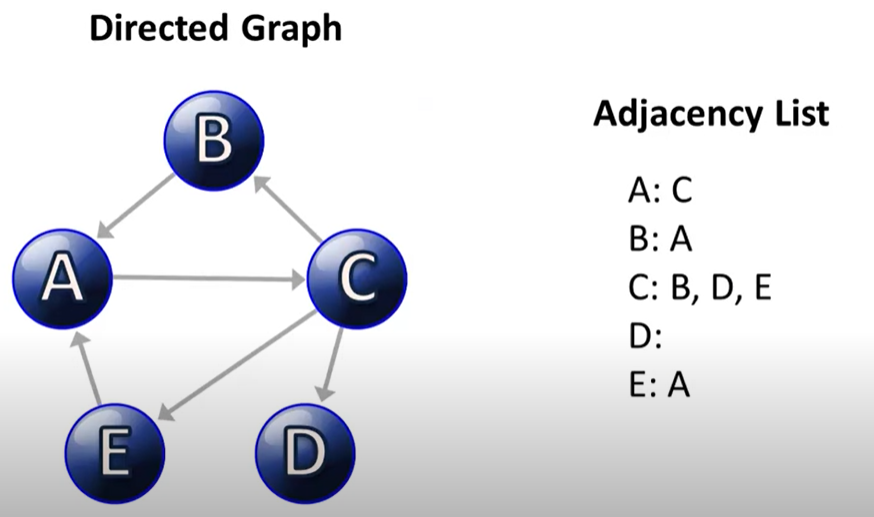 Directed Graph
B
Adjacency List
A: C
B: A
A
C
C: B, D, E
D:
E: A
E
D